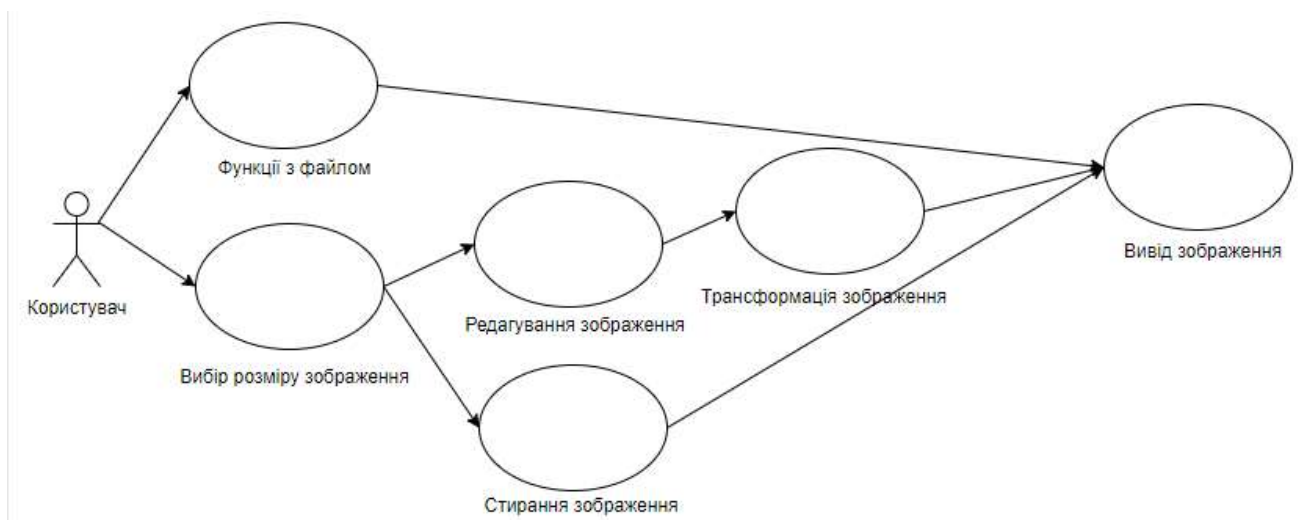 Функції з файлом
Вивід зображення
Користувач
Трансформація зображення
Редагування зображення
Вибір розміру зображення
Стирання зображення